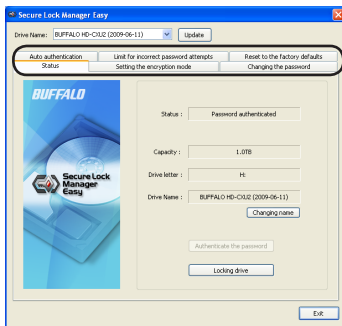 Secure Lock Manager Easy
Drive Name: BUFFALO HD-CXU2 (2009-06-11) Update
Auto authentication Limit for incorrect password attempts Reset to the factory defaults
Status Setting the encryption mode Changing the password
BUFFALO
Secure Lock
Manager
Easy
Status : Password authenticated
Capacity : 1.0TB
Drive letter : H:
Drive Name : BUFFALO HD-CXU2 (2009-06-11)
Changing name
Authenticate the password
Locking drive
Exit